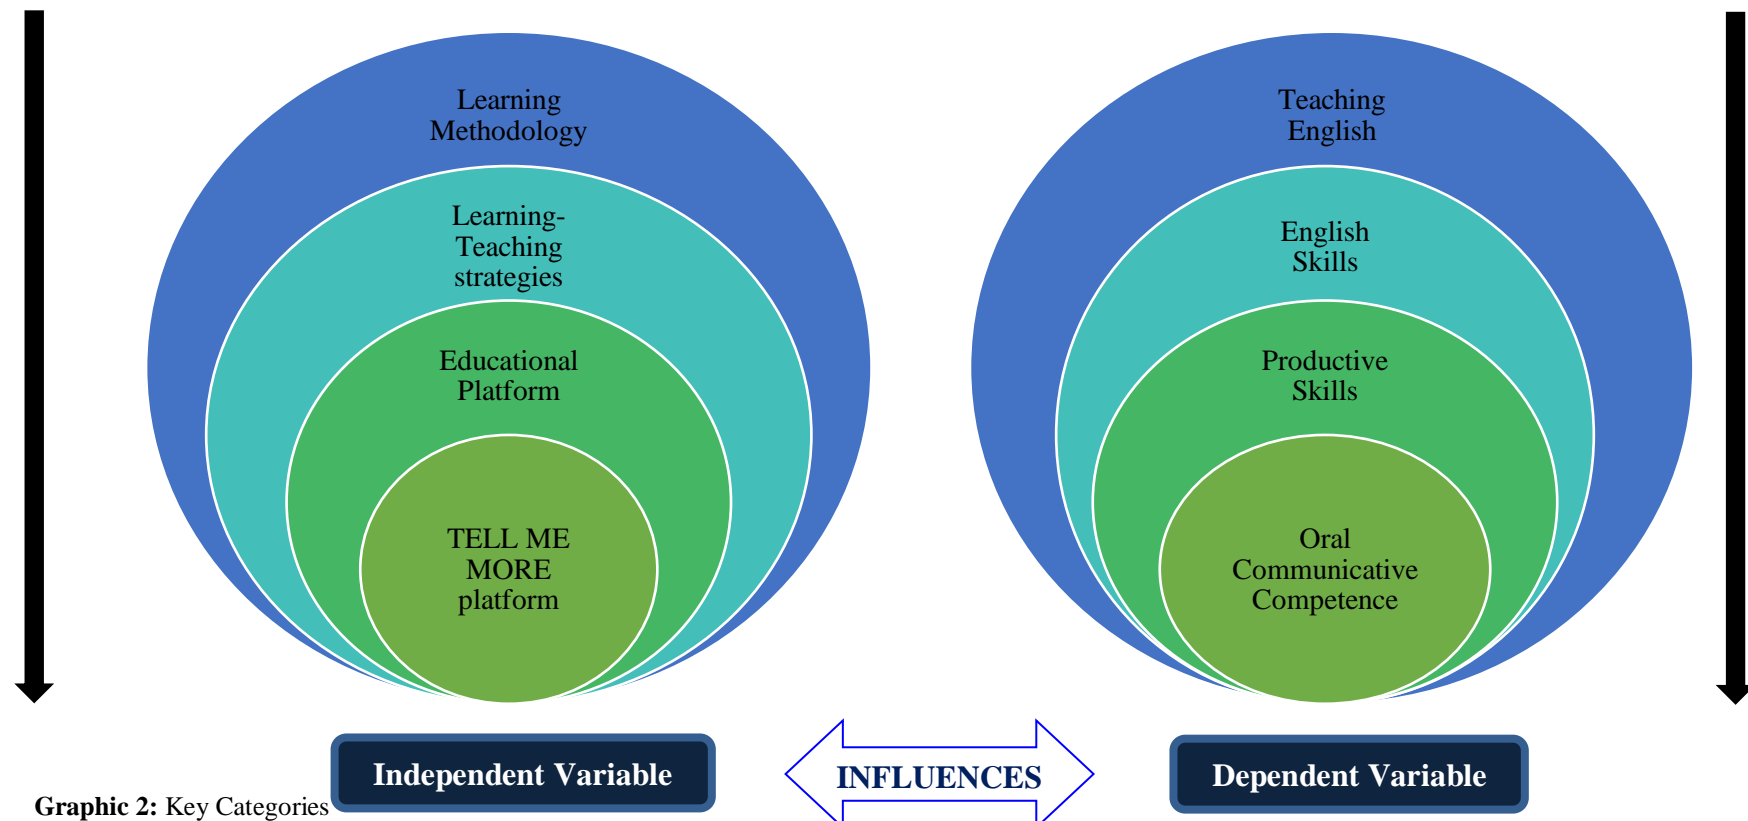 Learning
Methodology
Learning-
Teaching
strategies
Educational
Platform
TELL ME
MORE
platform
Teaching
English
English
Skills
Productive
Skills
Oral
Communicative
Competence
Independent Variable
INFLUENCES
Dependent Variable
Graphic 2: Key Categories